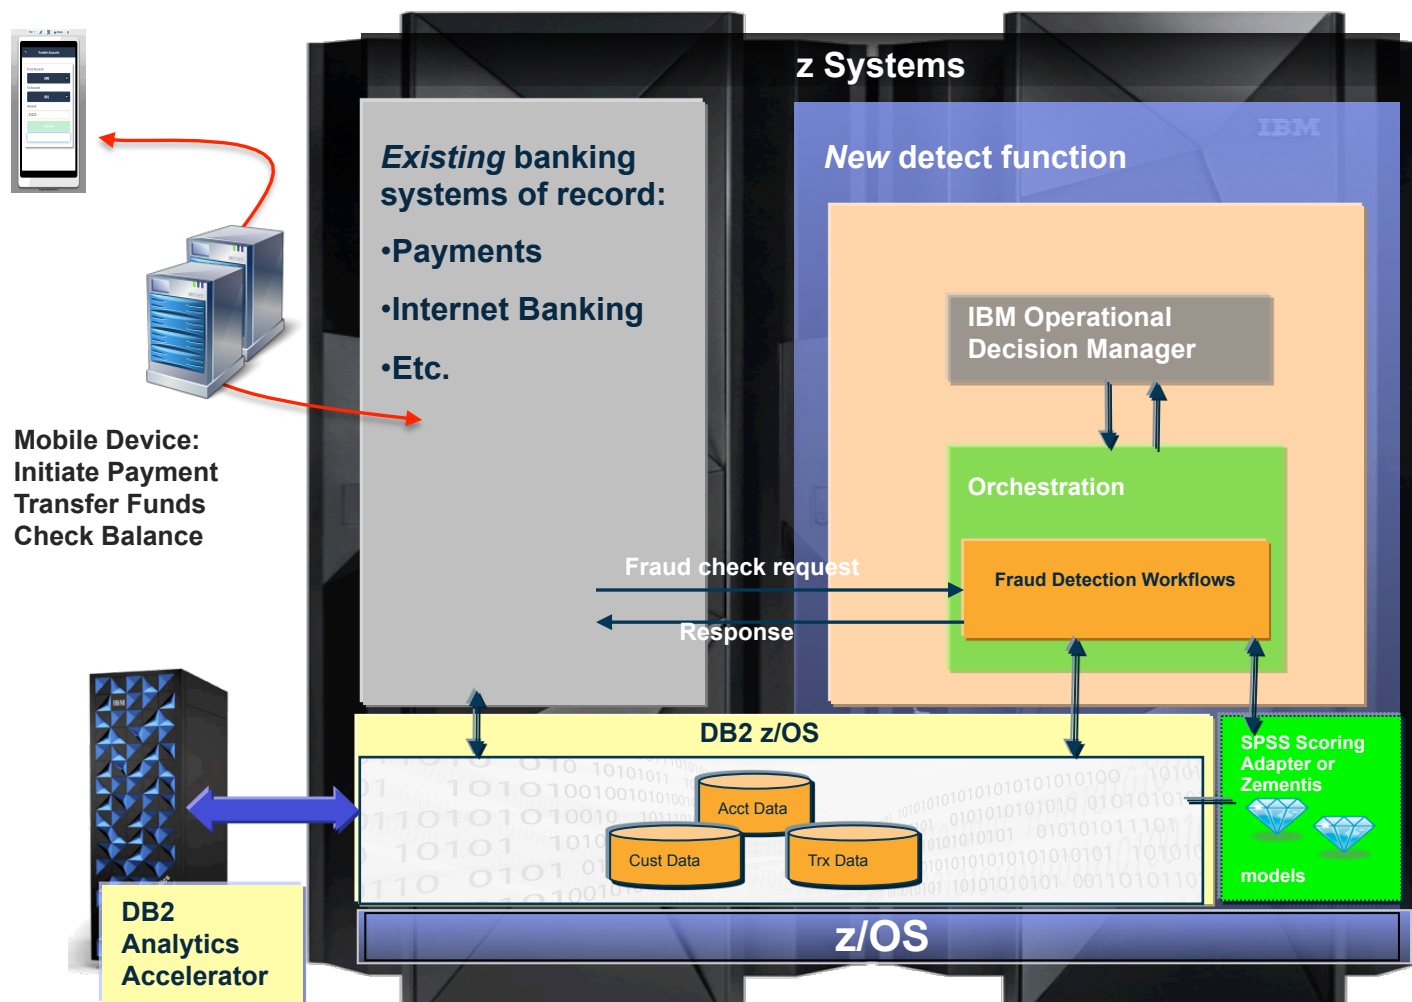 z Systems
IBM
Existing banking
systems of record:
•Payments
•Internet Banking
•Etc.
New detect function
IBM Operational
Decision Manager
Orchestration
Fraud Detection Workflows
Fraud check request
Response
Mobile Device:
Initiate Payment
Transfer Funds
Check Balance
DB2 z/OS
Acct Data
Cust Data
Trx Data
SPSS Scoring
Adapter or
Zementis
models
IBM
DB2
Analytics
Accelerator
z/OS